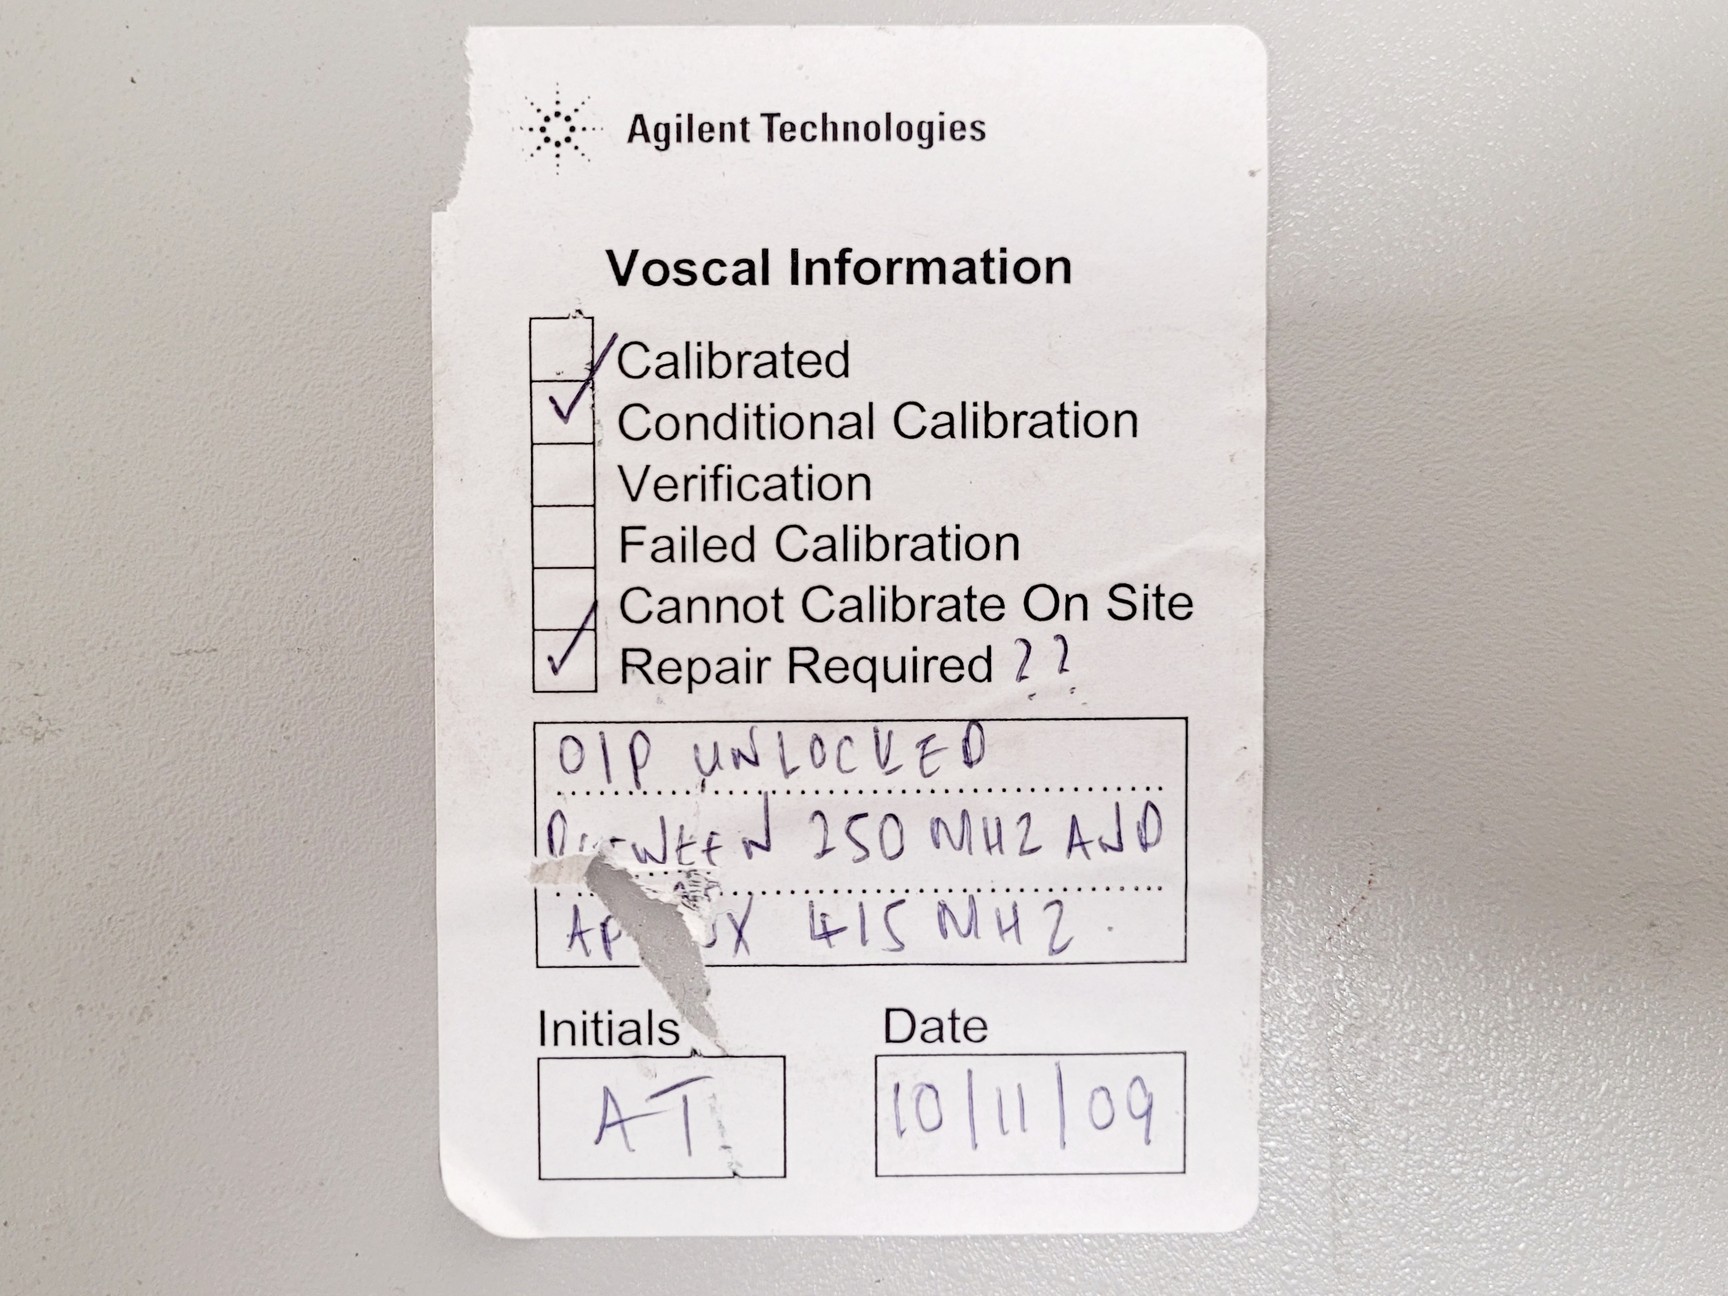 Agilent Technologies
Voscal Information
Calibrated
Conditional Calibration
Verification
Failed Calibration
Cannot Calibrate On Site
Repair Required ??
O/P UNLOCKED
250 MHZ AND
415 MHZ.
Initials
Date
AT
10/11/09